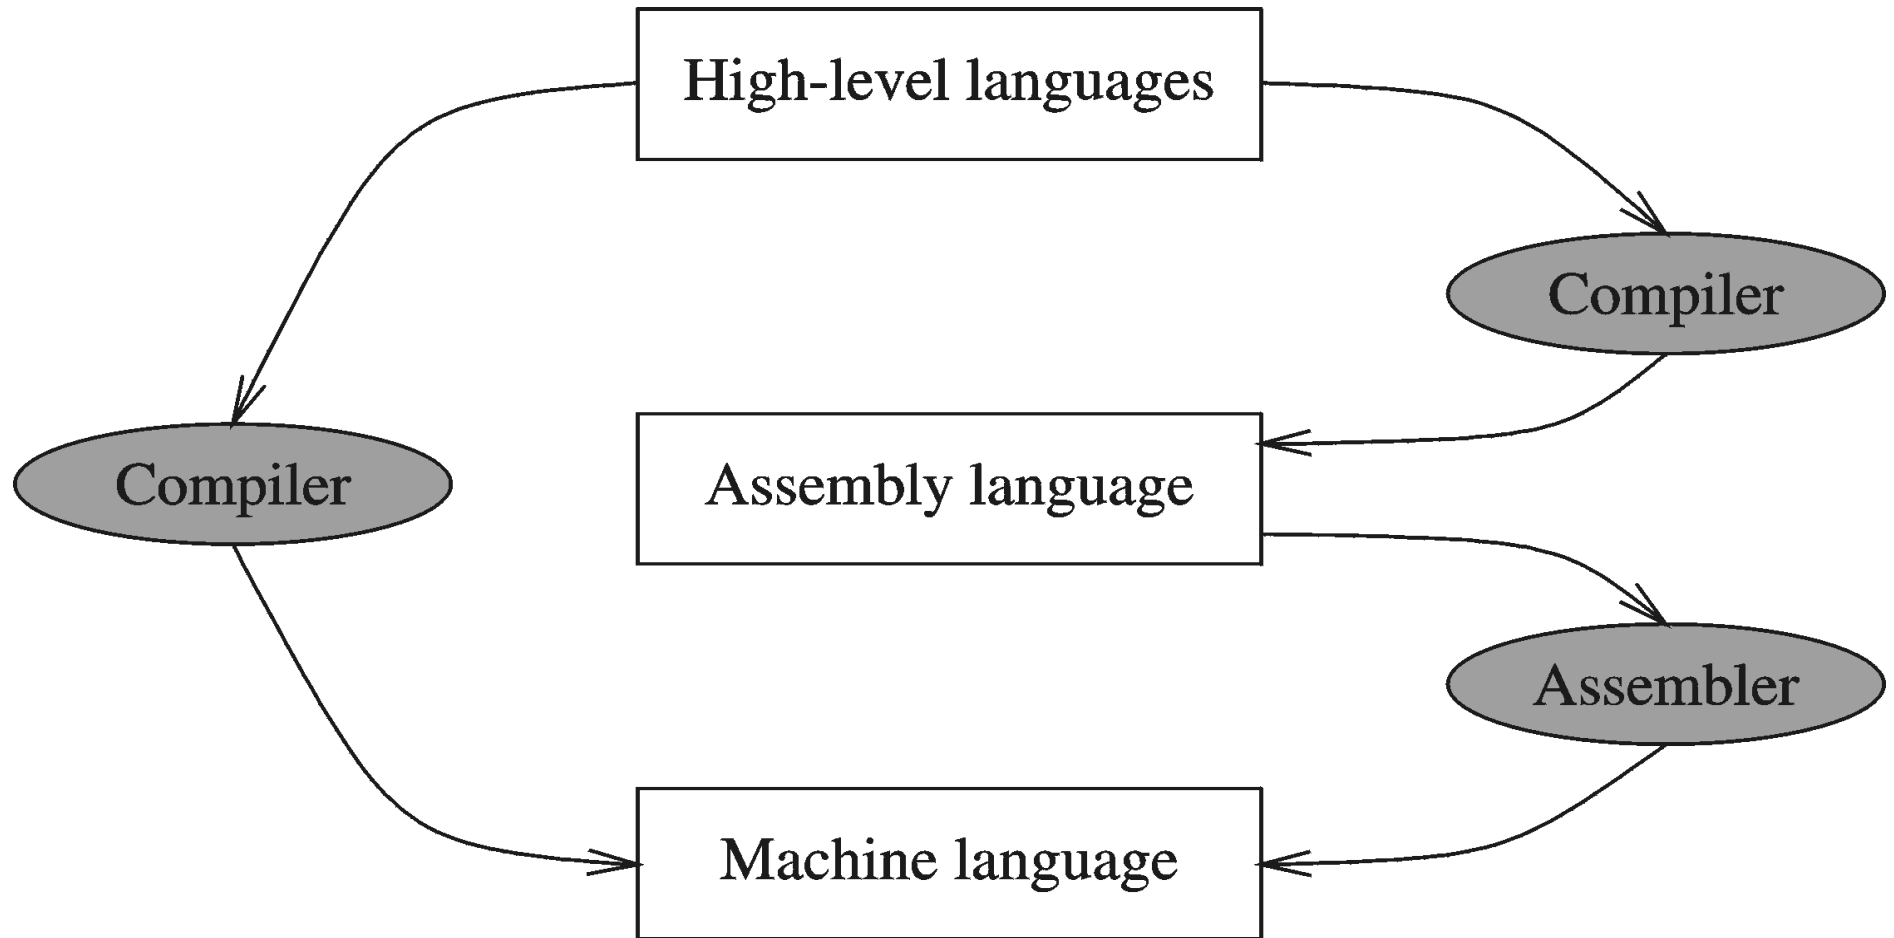 High-level languages
Compiler
Compiler
Assembly language
Assembler
Machine language